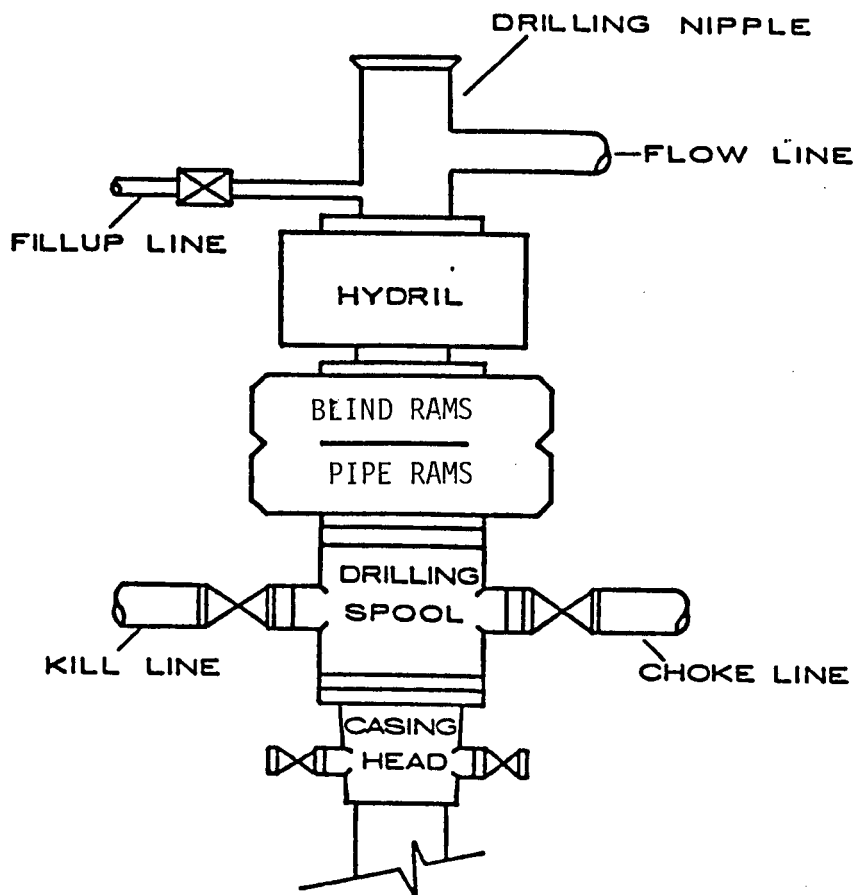 DRILLING NIPPLE
FLOW LINE
FILLUP LINE
HYDRIL
BLIND RAMS
PIPE RAMS
DRILLING
SPOOL
KILL LINE
CHOKE LINE
CASING
HEAD